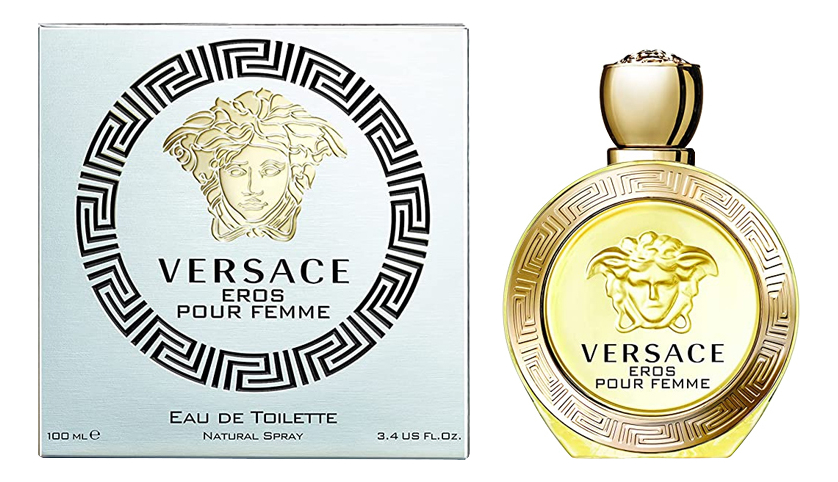 VERSACE
EROS
POUR FEMME
EAU DE TOILETTE
100 ML e NATURAL SPRAY 3.4 US FL.OZ.
VERSACE
EROS
POUR FEMME